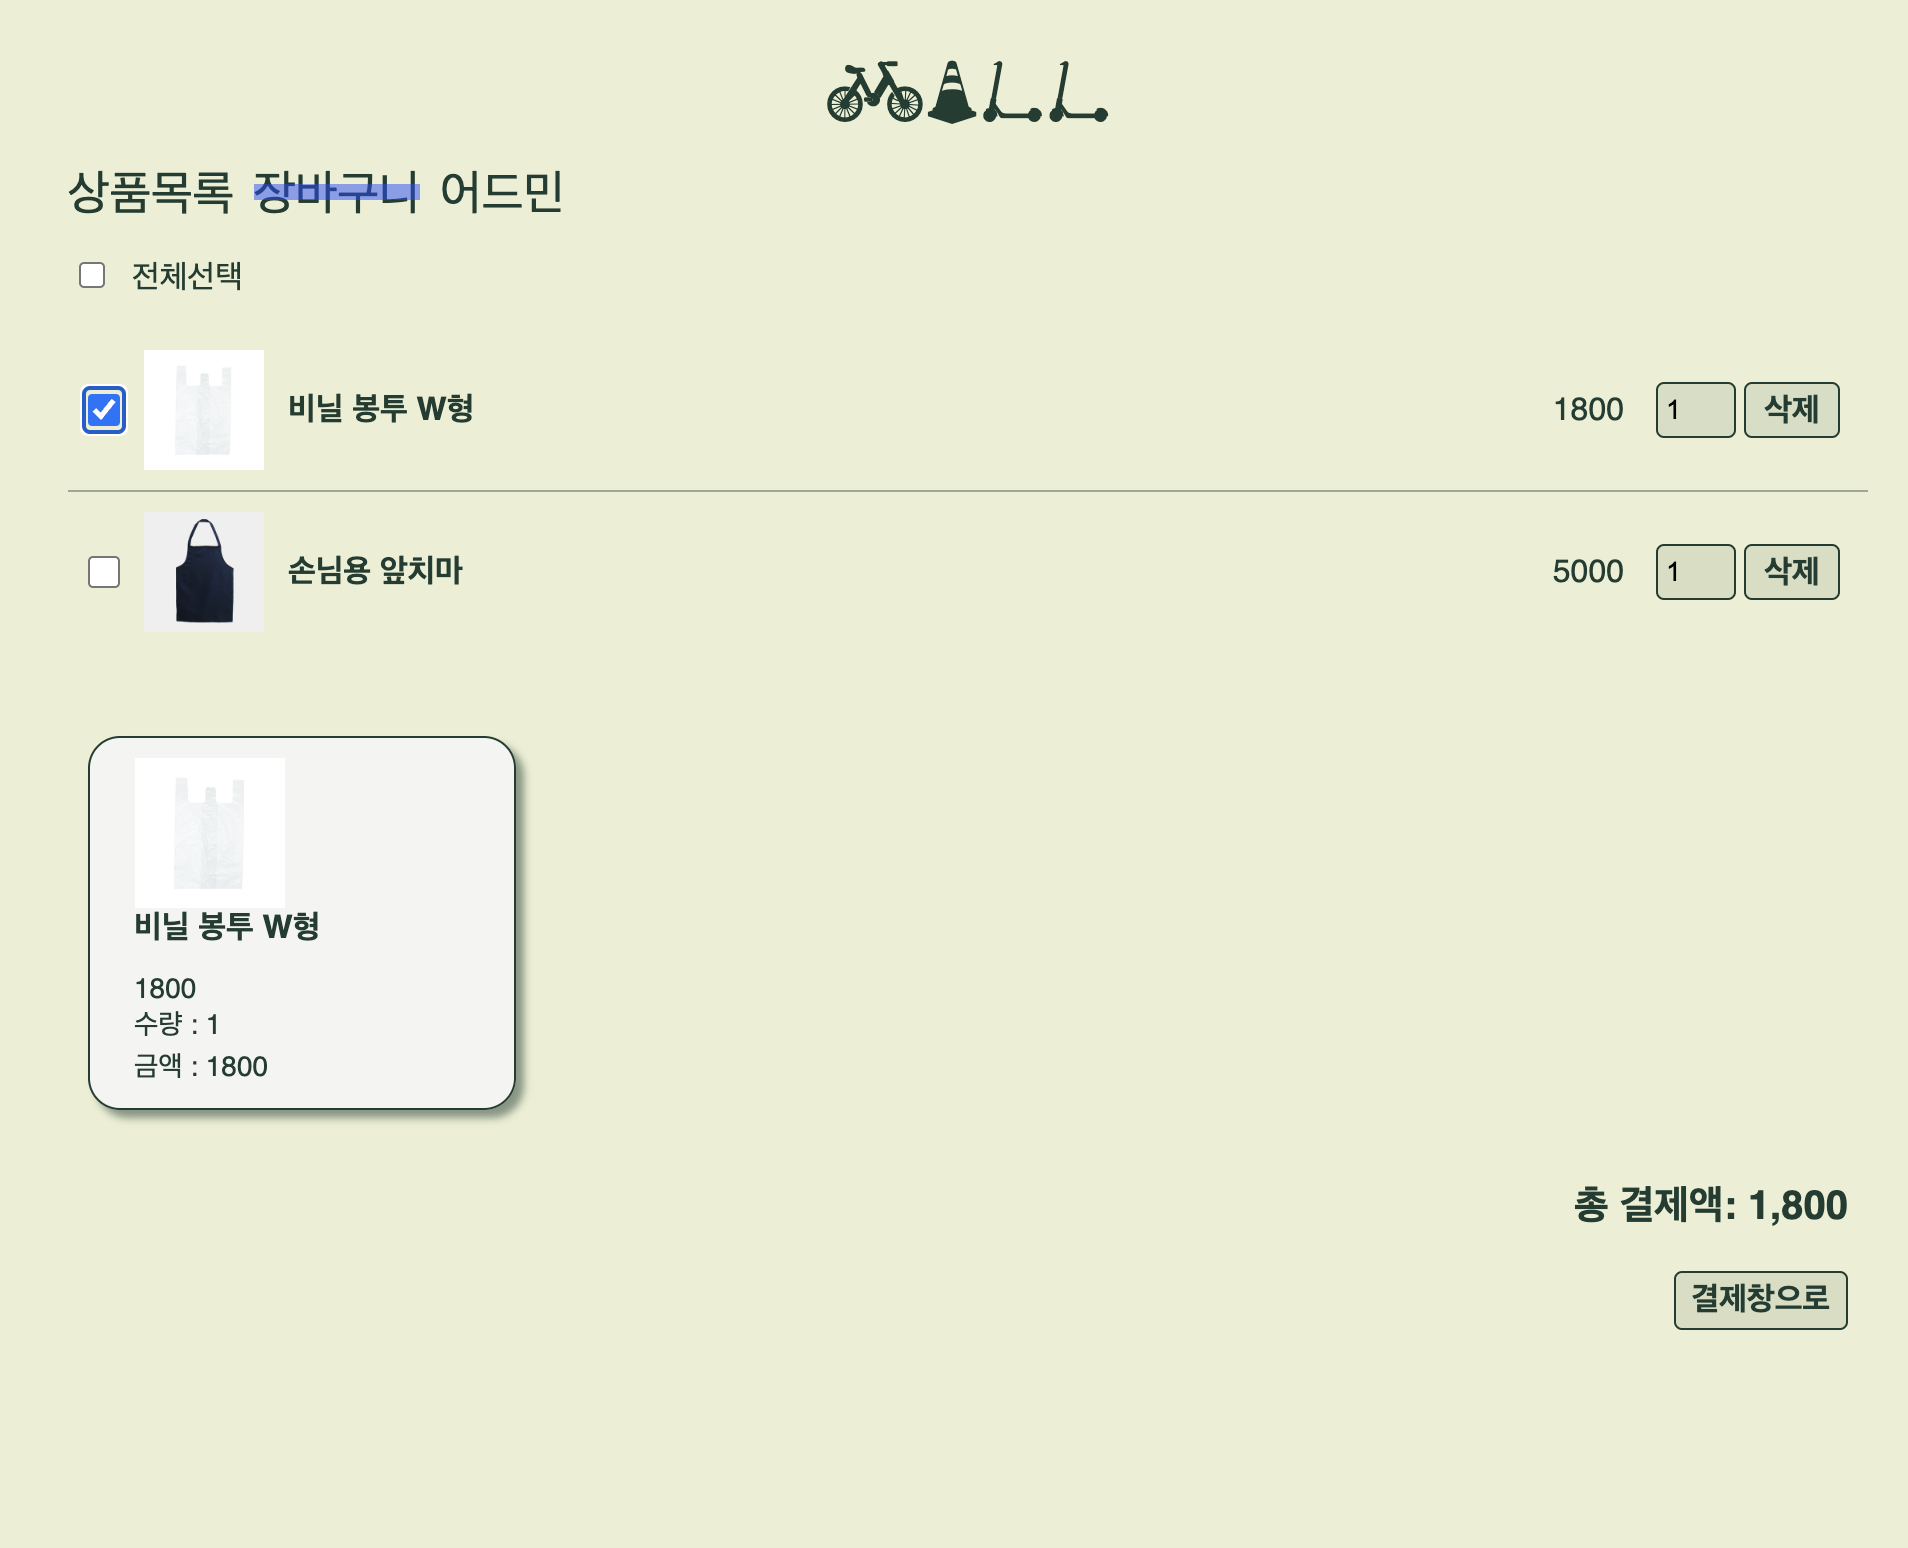 상품목록 장바구니 어드민
전체선택
비닐 봉투 W형 1800 1 삭제
손님용 앞치마 5000 1 삭제
비닐 봉투 W형
1800
수량 : 1
금액 : 1800
총 결제액: 1,800
결제창으로